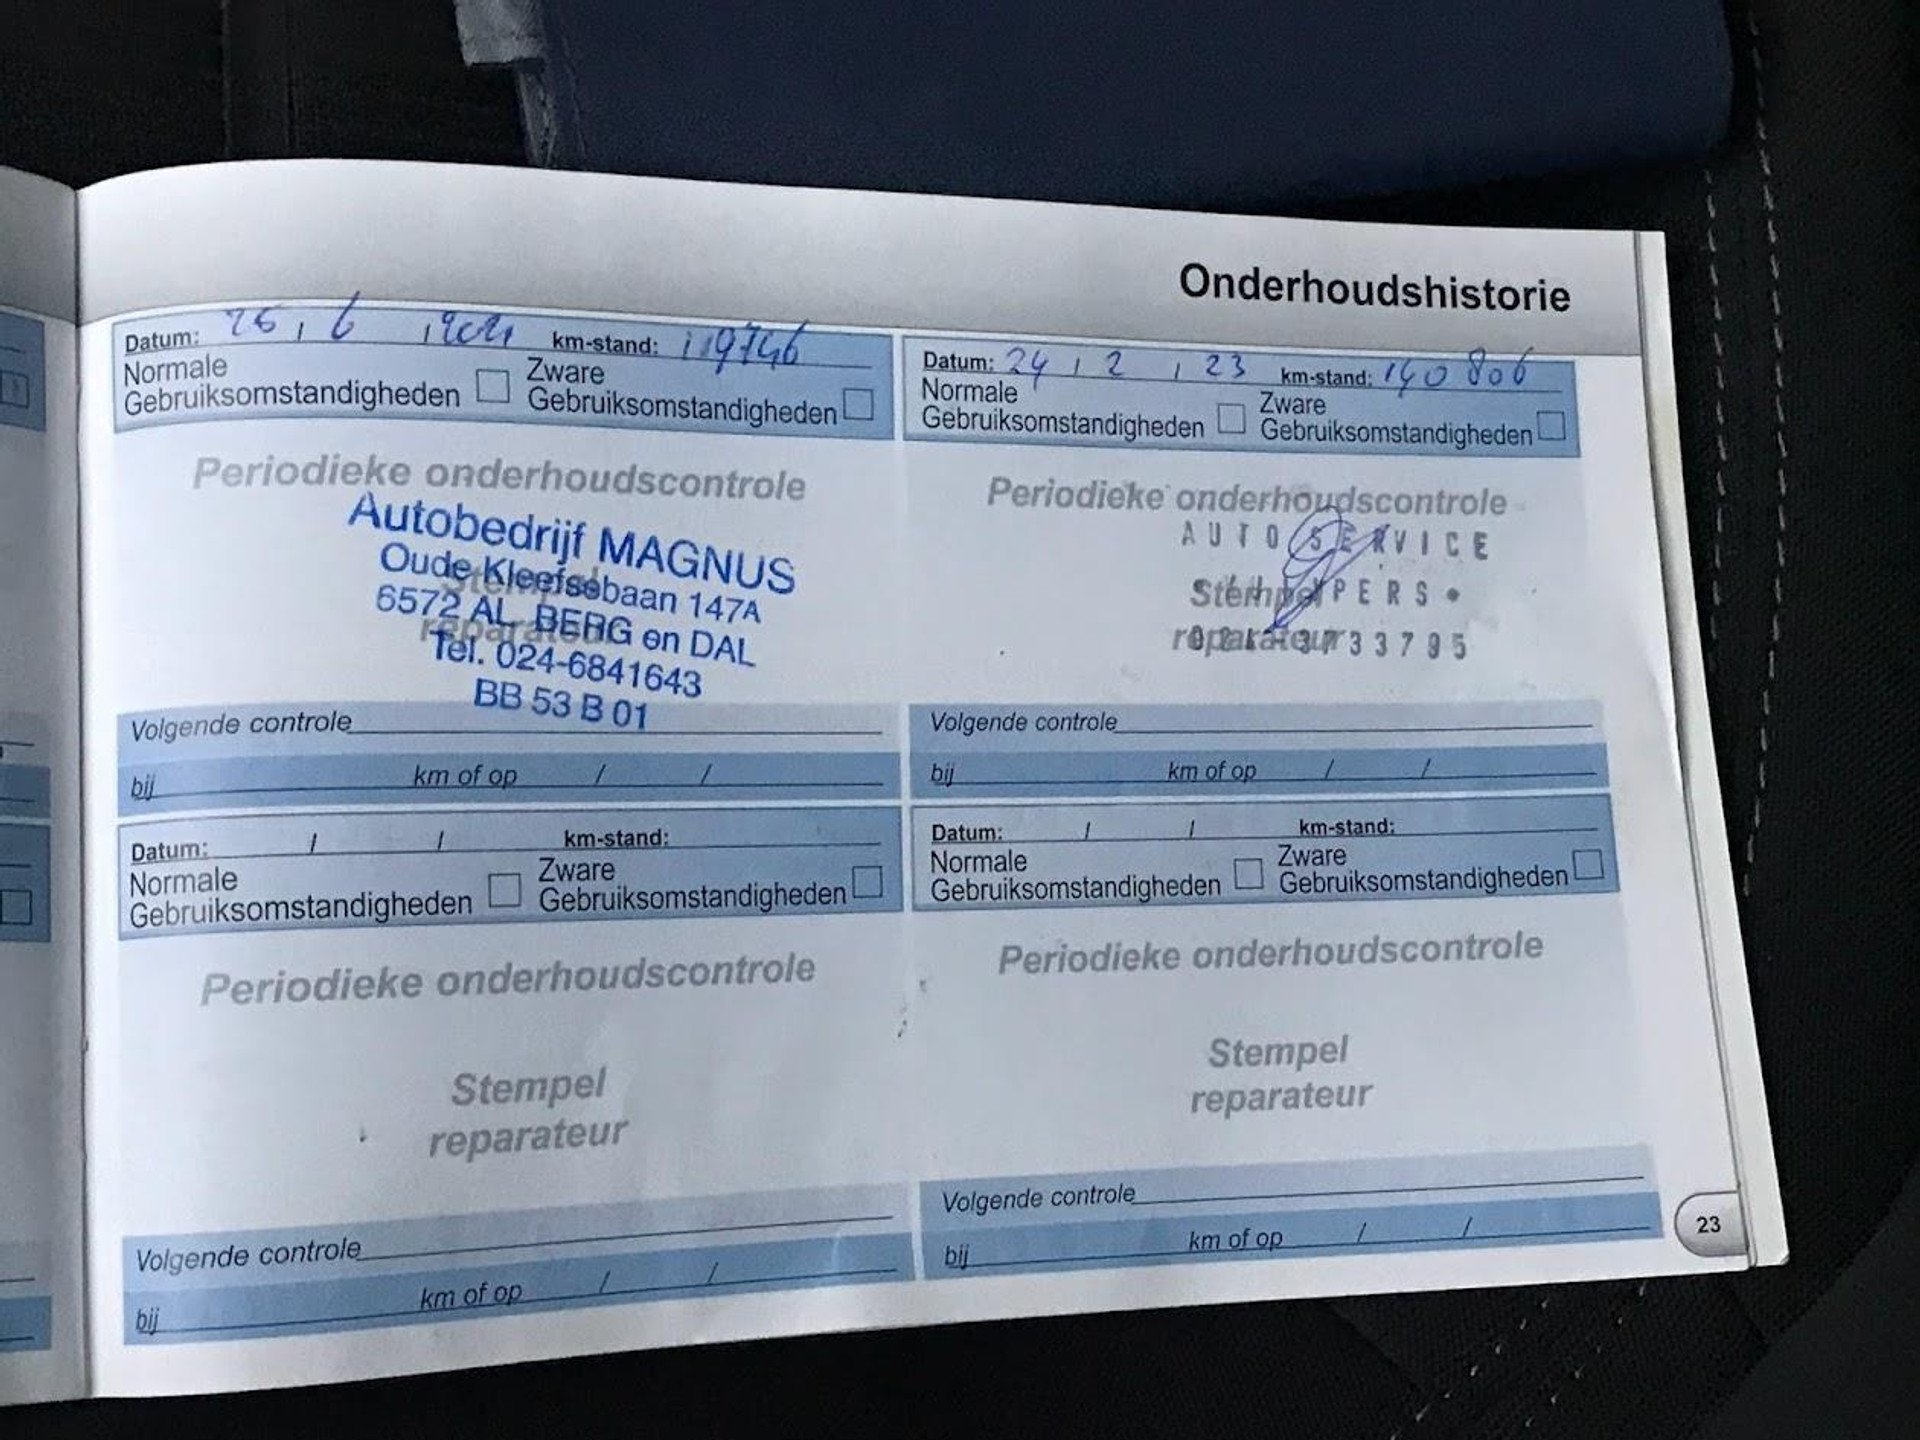 Onderhoudshistorie
Datum: 26 / 6 / 2021 km-stand: 119746
Normale Gebruiksomstandigheden Zware Gebruiksomstandigheden
Periodieke onderhoudscontrole
Stempel
reparateur
Autobedrijf MAGNUS
Oude Kleefsebaan 147A
6572 AL BERG en DAL
Tel. 024-6841643
BB 53 B 01
Volgende controle
bij km of op / /
Datum: 24 / 2 / 23 km-stand: 140806
Normale Gebruiksomstandigheden Zware Gebruiksomstandigheden
Periodieke onderhoudscontrole
AUTO SERVICE
Stempel
reparateur
Volgende controle
bij km of op / /
Datum: / / km-stand:
Normale Gebruiksomstandigheden Zware Gebruiksomstandigheden
Periodieke onderhoudscontrole
Stempel
reparateur
Volgende controle
bij km of op / /
Datum: / / km-stand:
Normale Gebruiksomstandigheden Zware Gebruiksomstandigheden
Periodieke onderhoudscontrole
Stempel
reparateur
Volgende controle
bij km of op / /
23